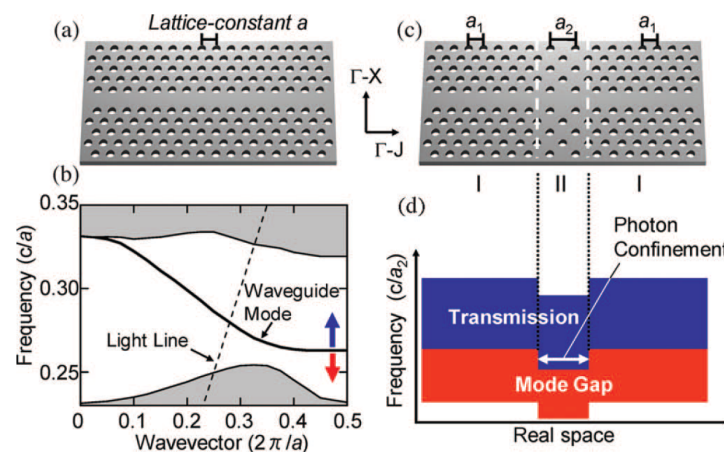 (a)
Lattice-constant a
(c)
a₁
a₂
a₁
Γ-X
Γ-J
I
II
I
(b)
0.35
0.30
0.25
Frequency (c/a)
Waveguide
Mode
Light Line
0
0.1
0.2
0.3
0.4
0.5
Wavevector (2π/a)
(d)
Photon
Confinement
Frequency (c/a₂)
Transmission
Mode Gap
Real space